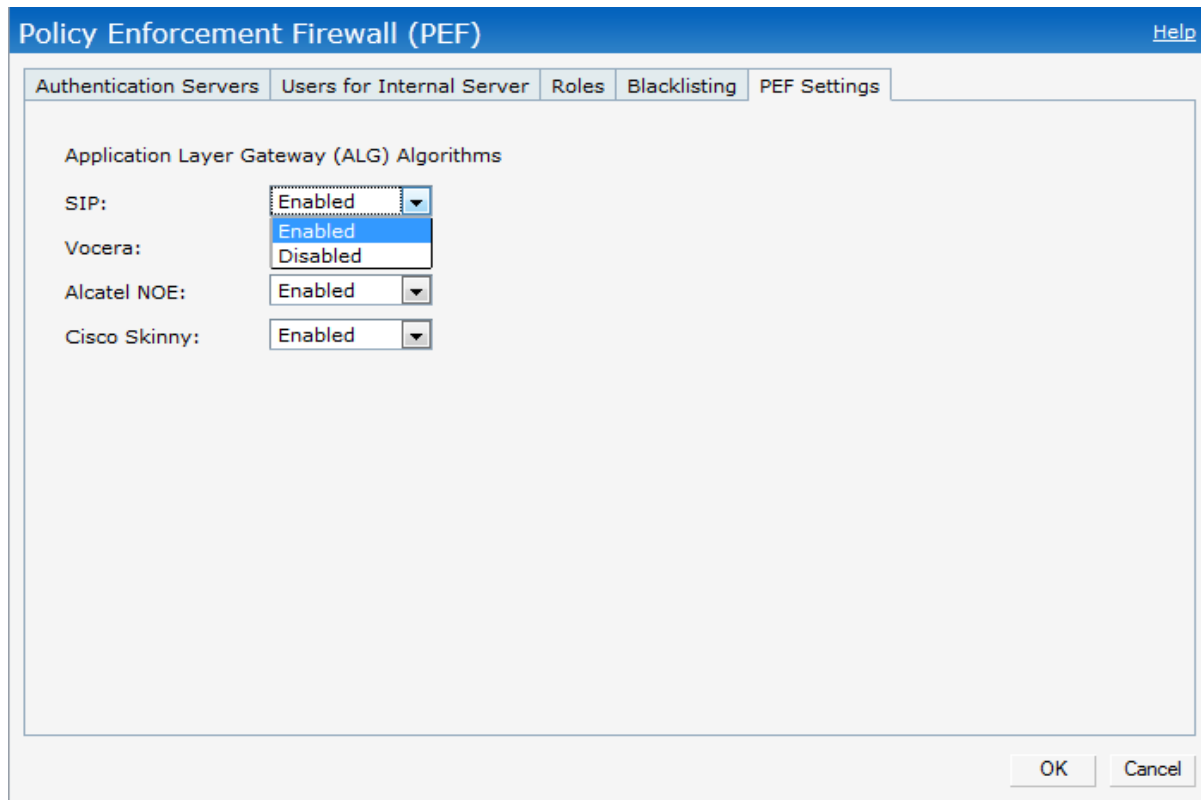 Policy Enforcement Firewall (PEF) Help
Authentication Servers Users for Internal Server Roles Blacklisting PEF Settings
Application Layer Gateway (ALG) Algorithms
SIP: Enabled
Enabled
Vocera:
Disabled
Alcatel NOE: Enabled
Cisco Skinny: Enabled
OK Cancel